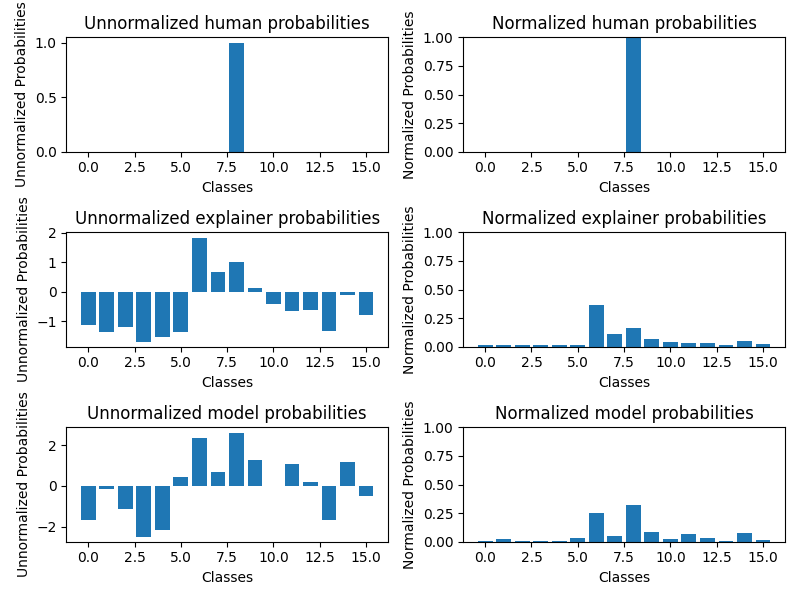 Unnormalized human probabilities
Unnormalized Probabilities
1.0
0.5
0.0
0.0 2.5 5.0 7.5 10.0 12.5 15.0
Classes
Normalized human probabilities
Normalized Probabilities
1.00
0.75
0.50
0.25
0.00
0.0 2.5 5.0 7.5 10.0 12.5 15.0
Classes
Unnormalized explainer probabilities
Unnormalized Probabilities
2
1
0
−1
0.0 2.5 5.0 7.5 10.0 12.5 15.0
Classes
Normalized explainer probabilities
Normalized Probabilities
1.00
0.75
0.50
0.25
0.00
0.0 2.5 5.0 7.5 10.0 12.5 15.0
Classes
Unnormalized model probabilities
Unnormalized Probabilities
2
0
−2
0.0 2.5 5.0 7.5 10.0 12.5 15.0
Classes
Normalized model probabilities
Normalized Probabilities
1.00
0.75
0.50
0.25
0.00
0.0 2.5 5.0 7.5 10.0 12.5 15.0
Classes